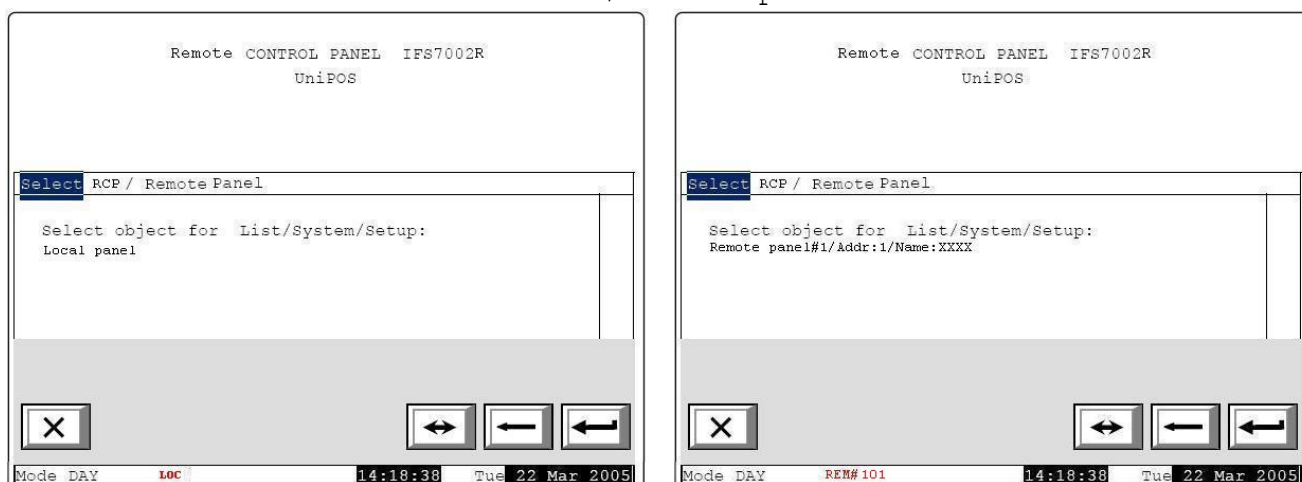 Remote CONTROL PANEL IFS7002R
UniPOS
Select RCP / Remote Panel
Select object for List/System/Setup:
Local panel
Mode DAY LOC 14:18:38 Tue 22 Mar 2005
Remote CONTROL PANEL IFS7002R
UniPOS
Select RCP / Remote Panel
Select object for List/System/Setup:
Remote panel#1/Addr:1/Name:XXXX
Mode DAY REM# 101 14:18:38 Tue 22 Mar 2005